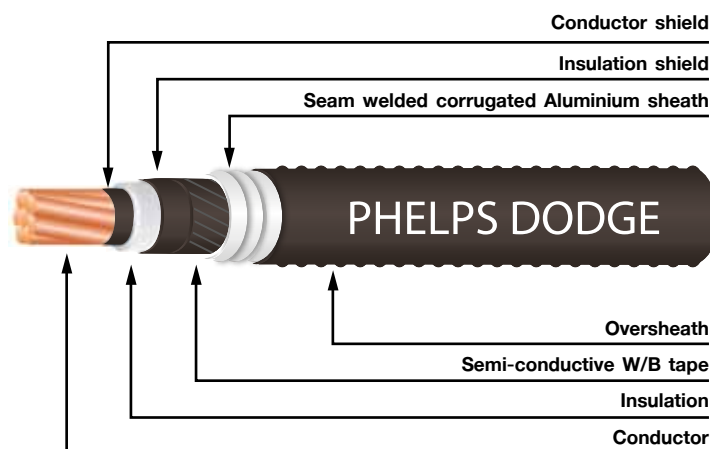 Conductor shield
Insulation shield
Seam welded corrugated Aluminium sheath
PHELPS DODGE
Oversheath
Semi-conductive W/B tape
Insulation
Conductor